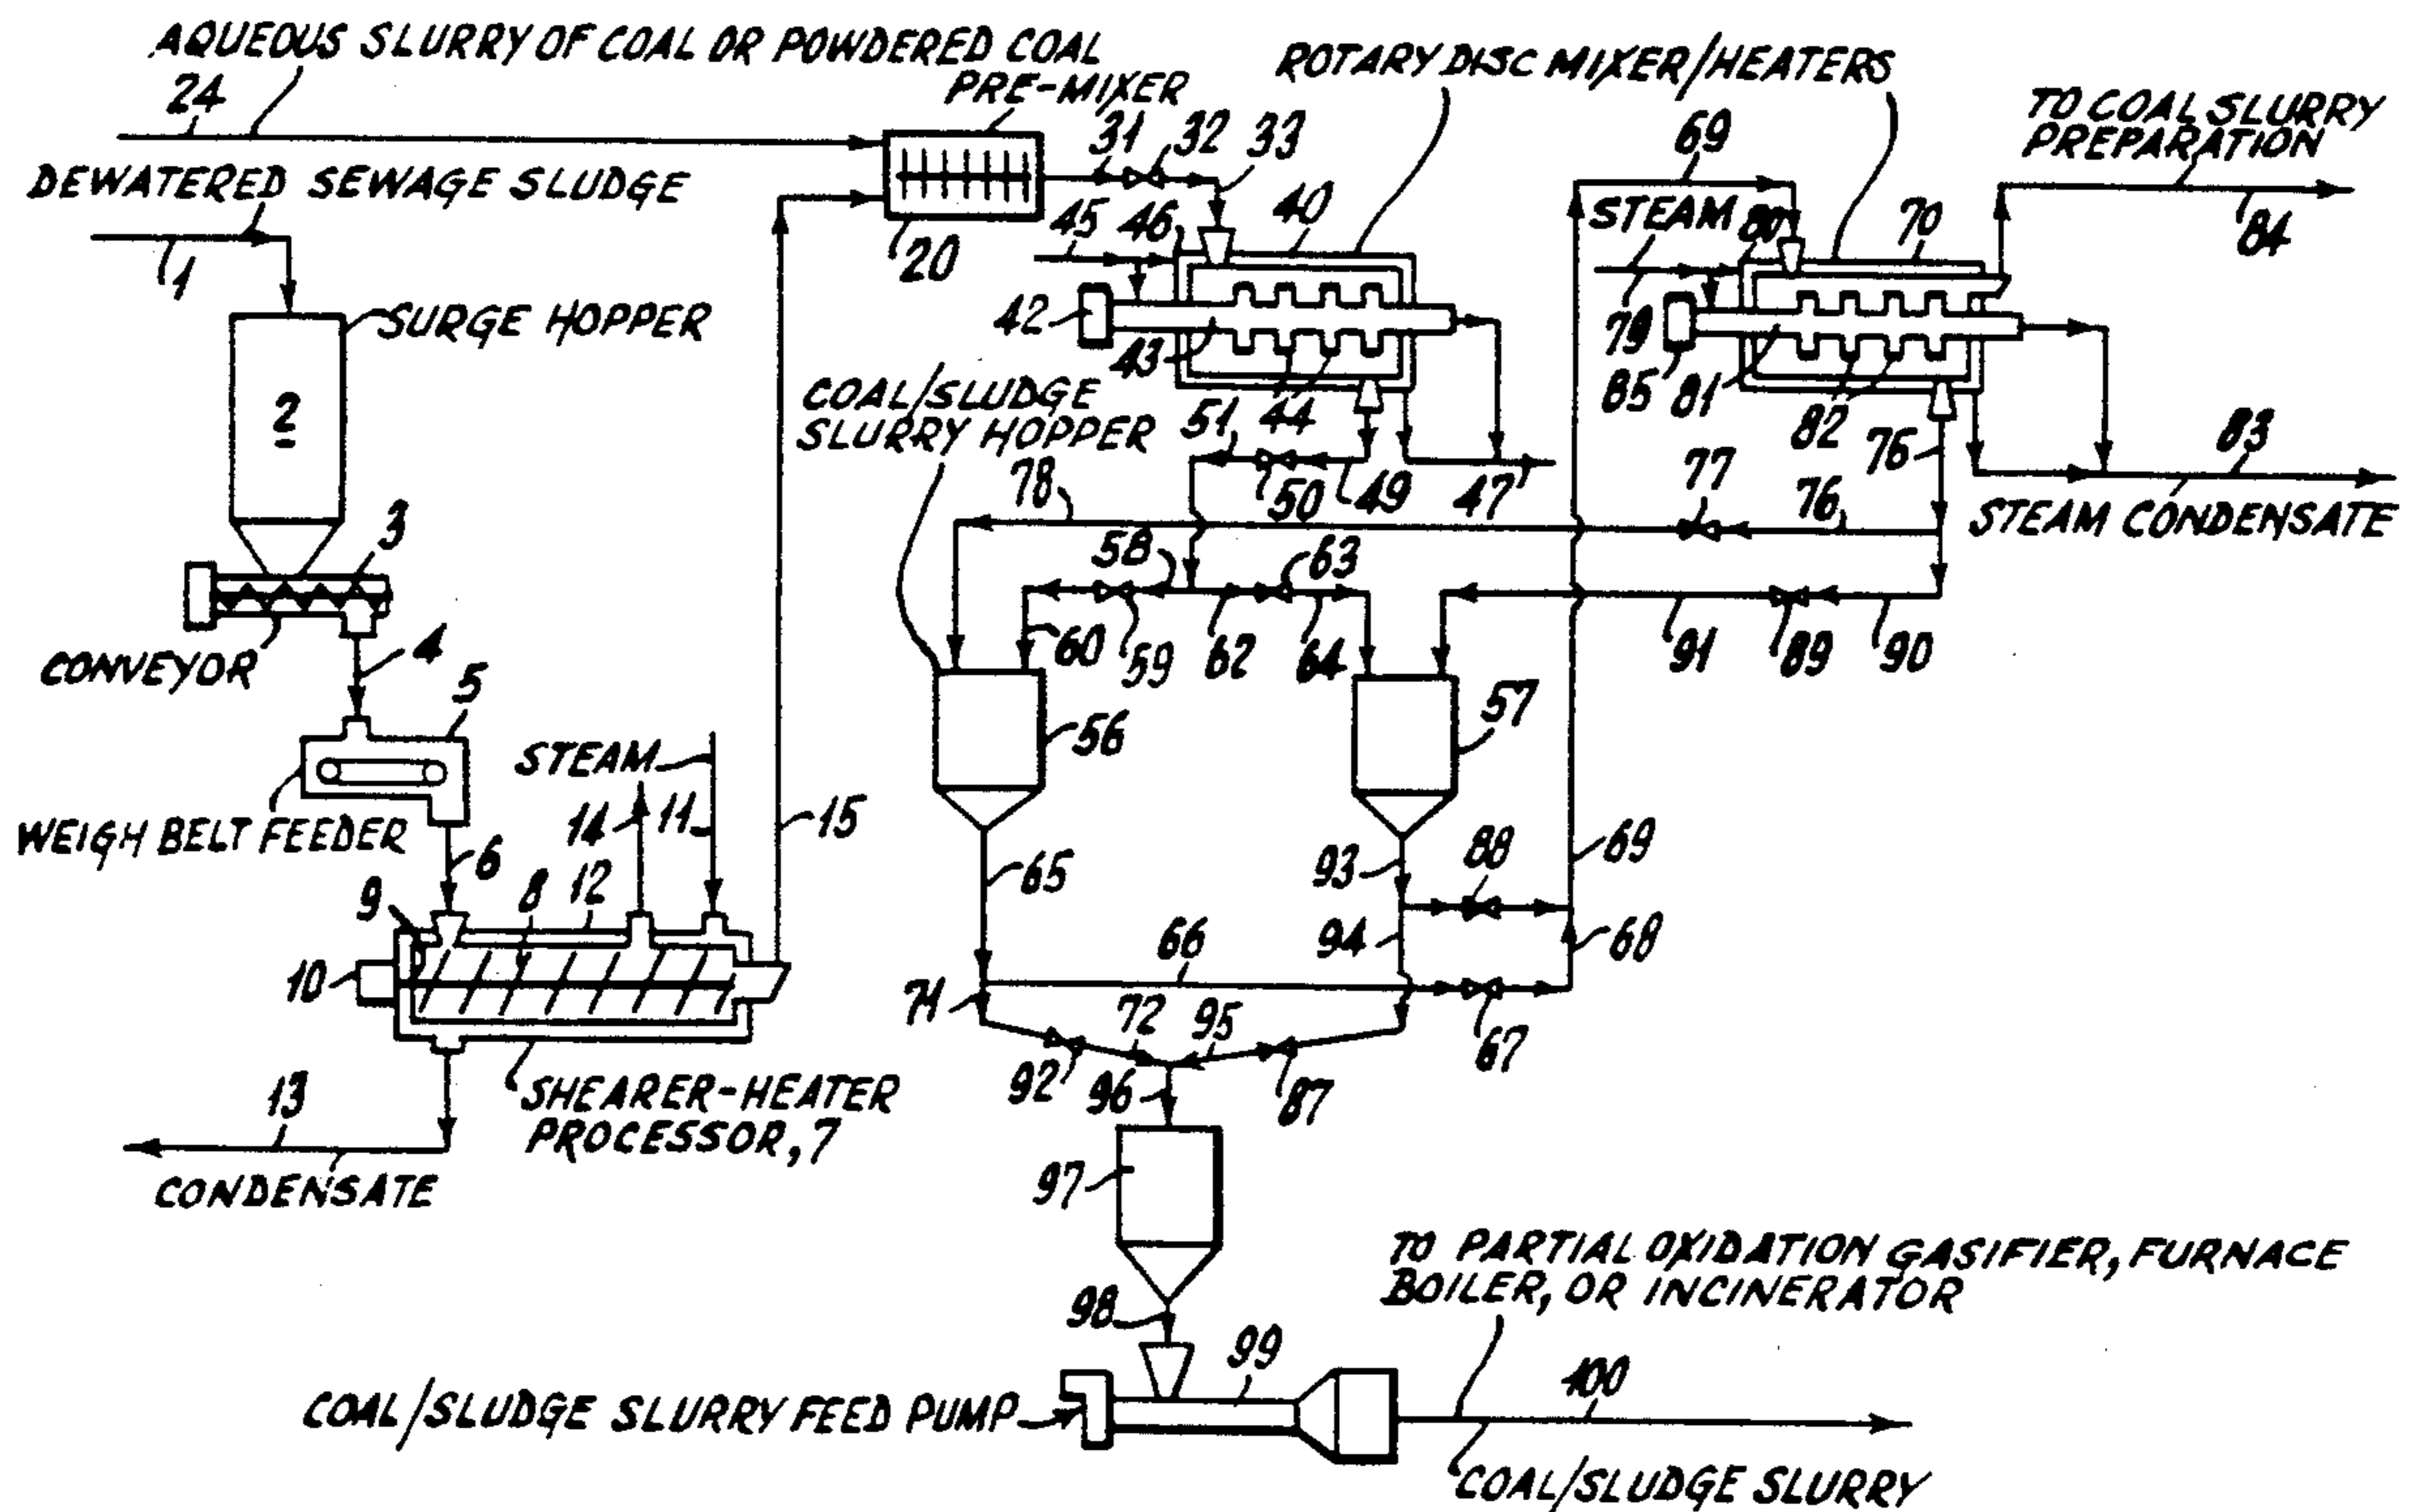 AQUEOUS SLURRY OF COAL OR POWDERED COAL
24
PRE-MIXER
ROTARY DISC MIXER/HEATERS
TO COAL SLURRY
PREPARATION
31 32 33
69
DEWATERED SEWAGE SLUDGE
1
20
45 46 40
STEAM 80 70
84
SURGE HOPPER
2
42
43
44
79
85 81 82 76
83
COAL/SLUDGE
SLURRY HOPPER
51 50 49 47
78
77 76
STEAM CONDENSATE
3
58 63
CONVEYOR
4
60 59 62 64
91 89 90
5
56
57
STEAM
14 11
15
WEIGH BELT FEEDER
6
65
93 88
69
9 8 12
10
66
94
68
71
72 95
67
92 96 87
13
SHEARER-HEATER
PROCESSOR, 7
CONDENSATE
97
TO PARTIAL OXIDATION GASIFIER, FURNACE
BOILER, OR INCINERATOR
98
99
100
COAL/SLUDGE SLURRY FEED PUMP
COAL/SLUDGE SLURRY